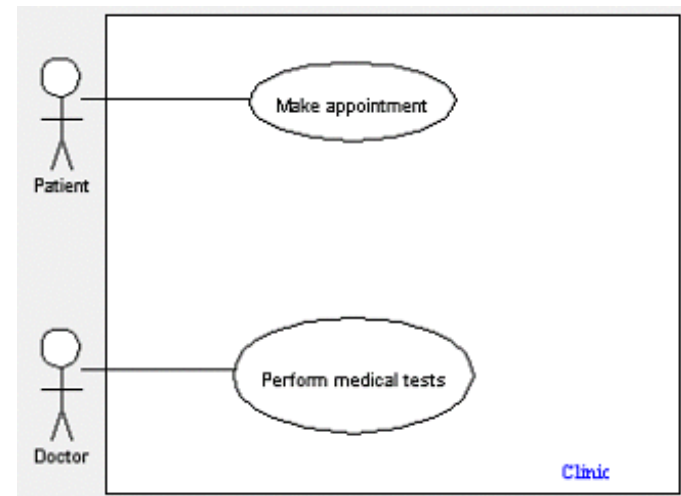 Make appointment
Patient
Perform medical tests
Doctor
Clinic